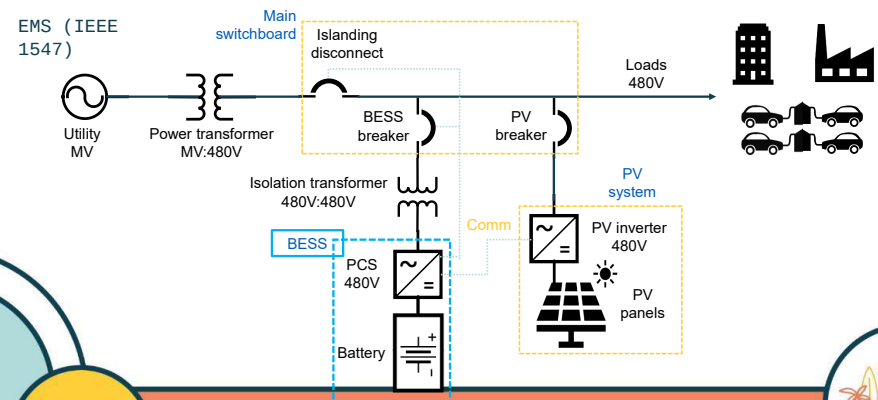 EMS (IEEE
1547)
Main
switchboard
Islanding
disconnect
Loads
480V
Utility
MV
Power transformer
MV:480V
BESS
breaker
PV
breaker
Isolation transformer
480V:480V
PV
system
Comm
BESS
PCS
480V
PV inverter
480V
PV
panels
Battery